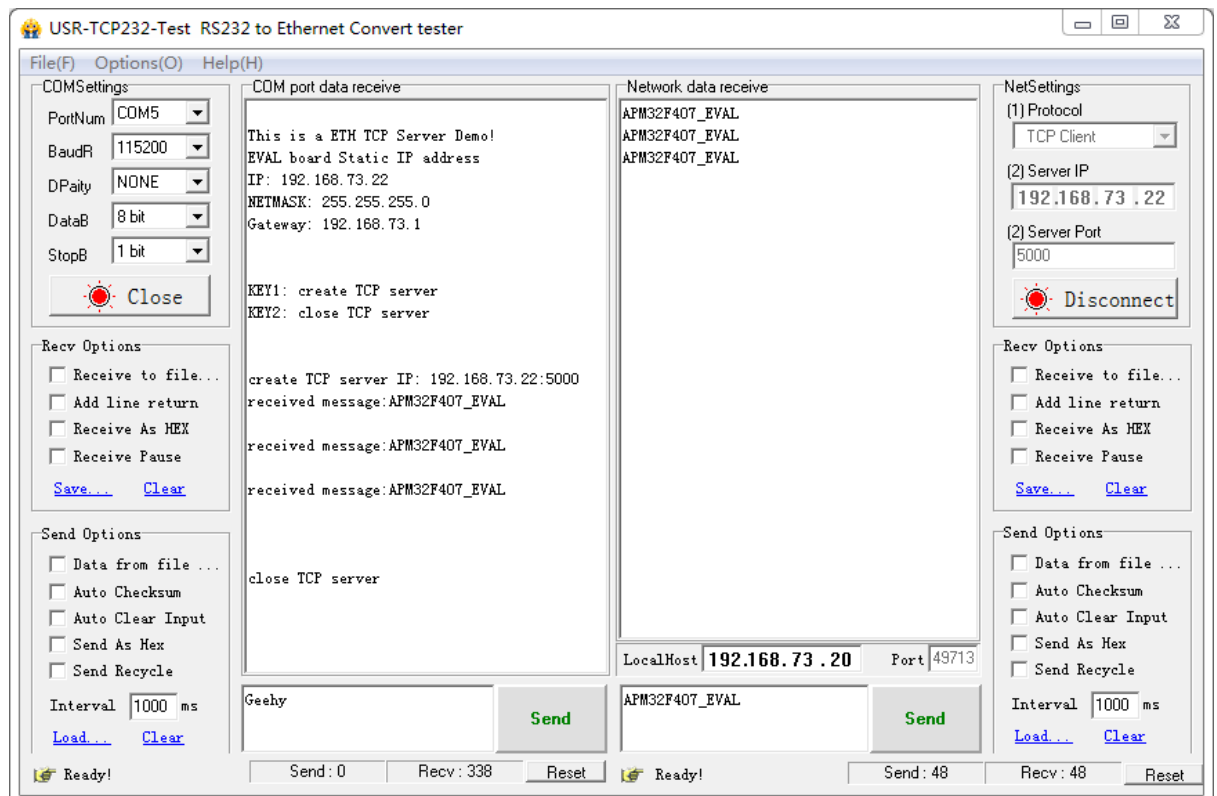 USR-TCP232-Test RS232 to Ethernet Convert tester
File(F) Options(O) Help(H)
COMSettings
PortNum COM5
BaudR 115200
DPaity NONE
DataB 8 bit
StopB 1 bit
Close
Recv Options
Receive to file...
Add line return
Receive As HEX
Receive Pause
Save... Clear
Send Options
Data from file ...
Auto Checksum
Auto Clear Input
Send As Hex
Send Recycle
Interval 1000 ms
Load... Clear
COM port data receive
This is a ETH TCP Server Demo!
EVAL board Static IP address
IP: 192.168.73.22
NETMASK: 255.255.255.0
Gateway: 192.168.73.1
KEY1: create TCP server
KEY2: close TCP server
create TCP server IP: 192.168.73.22:5000
received message:APM32F407_EVAL
received message:APM32F407_EVAL
received message:APM32F407_EVAL
close TCP server
Geehy
Send
Network data receive
APM32F407_EVAL
APM32F407_EVAL
APM32F407_EVAL
LocalHost 192.168.73.20 Port 49713
APM32F407_EVAL
Send
NetSettings
(1) Protocol
TCP Client
(2) Server IP
192.168.73.22
(2) Server Port
5000
Disconnect
Recv Options
Receive to file...
Add line return
Receive As HEX
Receive Pause
Save... Clear
Send Options
Data from file ...
Auto Checksum
Auto Clear Input
Send As Hex
Send Recycle
Interval 1000 ms
Load... Clear
Ready! Send : 0 Recv : 338 Reset
Ready! Send : 48 Recv : 48 Reset